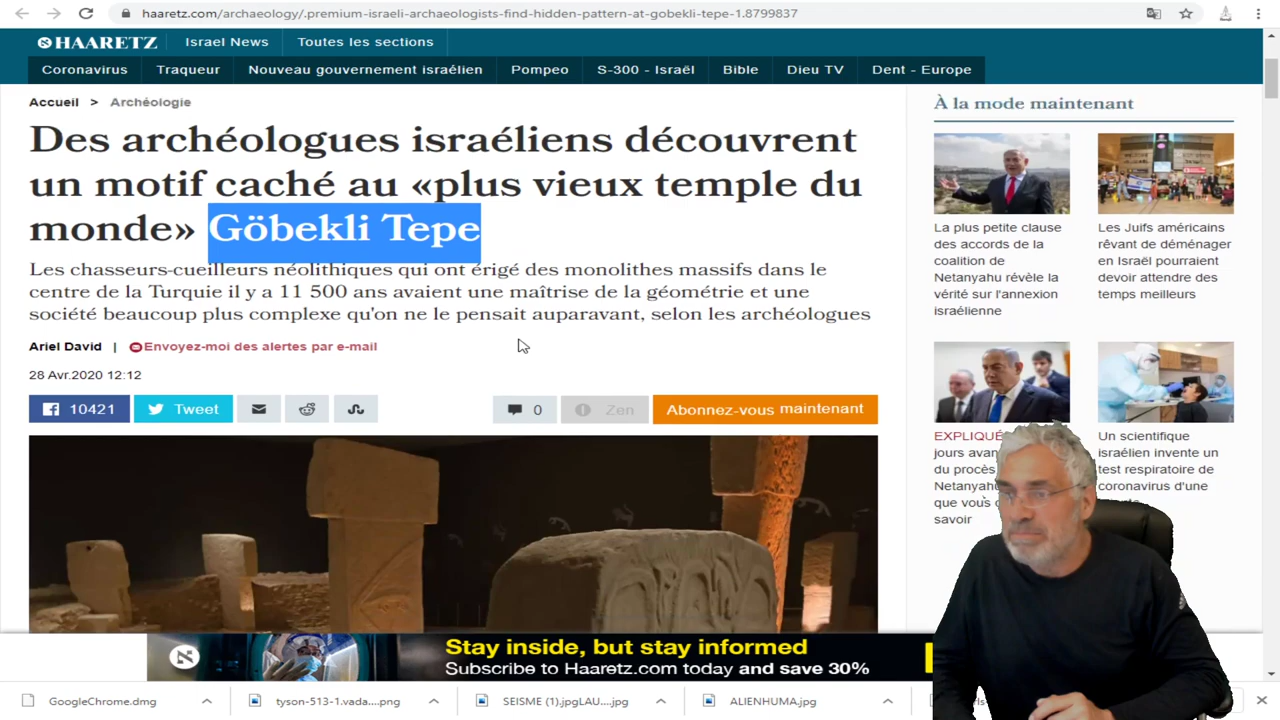 haaretz.com/archaeology/.premium-israeli-archaeologists-find-hidden-pattern-at-gobekli-tepe-1.8799837
HAARETZ Israel News Toutes les sections
Coronavirus Traqueur Nouveau gouvernement israélien Pompeo S-300 - Israël Bible Dieu TV Dent - Europe
Accueil > Archéologie
Des archéologues israéliens découvrent
un motif caché au «plus vieux temple du
monde» Göbekli Tepe
Les chasseurs-cueilleurs néolithiques qui ont érigé des monolithes massifs dans le
centre de la Turquie il y a 11 500 ans avaient une maîtrise de la géométrie et une
société beaucoup plus complexe qu'on ne le pensait auparavant, selon les archéologues
Ariel David | Envoyez-moi des alertes par e-mail
28 Avr.2020 12:12
10421 Tweet 0 Zen Abonnez-vous maintenant
À la mode maintenant
La plus petite clause
des accords de la
coalition de
Netanyahu révèle la
vérité sur l'annexion
israélienne
Les Juifs américains
rêvant de déménager
en Israël pourraient
devoir attendre des
temps meilleurs
EXPLIQUÉ
jours avan
du procès
Netanyahu
que vous
savoir
Un scientifique
israélien invente un
test respiratoire de
coronavirus d'une
Stay inside, but stay informed
Subscribe to Haaretz.com today and save 30%
GoogleChrome.dmg tyson-513-1.vada....png SEISME (1).jpgLAU....jpg ALIENHUMA.jpg